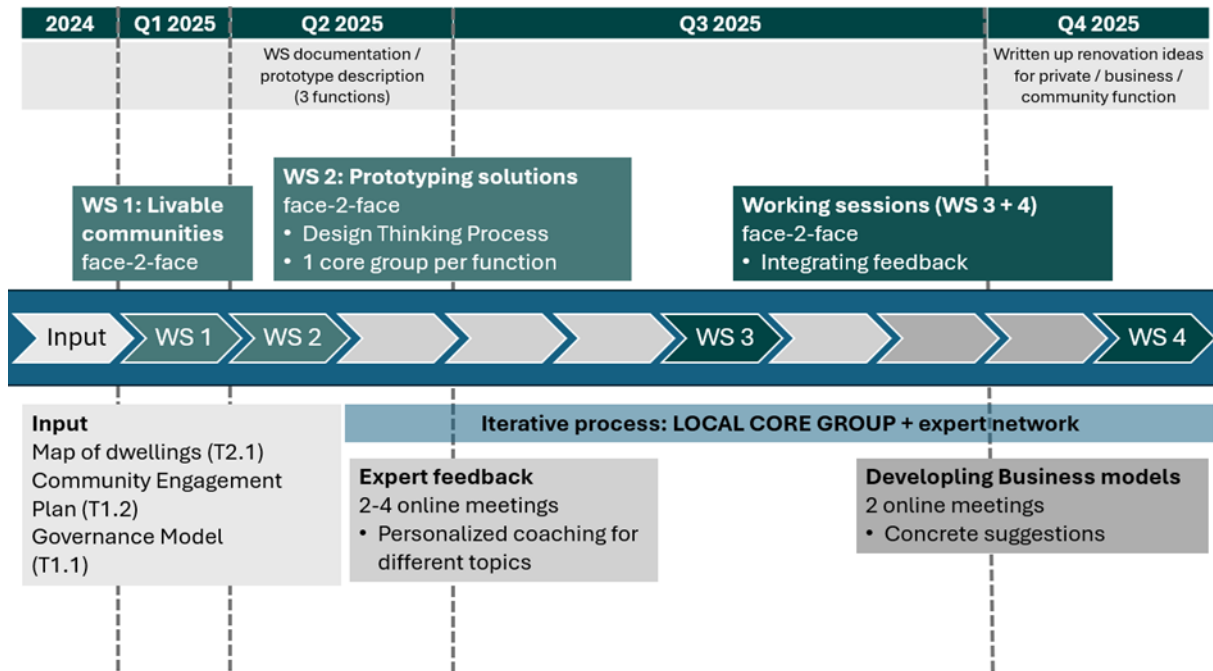 2024
Q1 2025
Q2 2025
Q3 2025
Q4 2025
WS documentation /
prototype description
(3 functions)
Written up renovation ideas
for private / business /
community function
WS 1: Livable
communities
face-2-face
WS 2: Prototyping solutions
face-2-face
• Design Thinking Process
• 1 core group per function
Working sessions (WS 3 + 4)
face-2-face
• Integrating feedback
Input
WS 1
WS 2
WS 3
WS 4
Input
Map of dwellings (T2.1)
Community Engagement
Plan (T1.2)
Governance Model
(T1.1)
Iterative process: LOCAL CORE GROUP + expert network
Expert feedback
2-4 online meetings
• Personalized coaching for
different topics
Developling Business models
2 online meetings
• Concrete suggestions